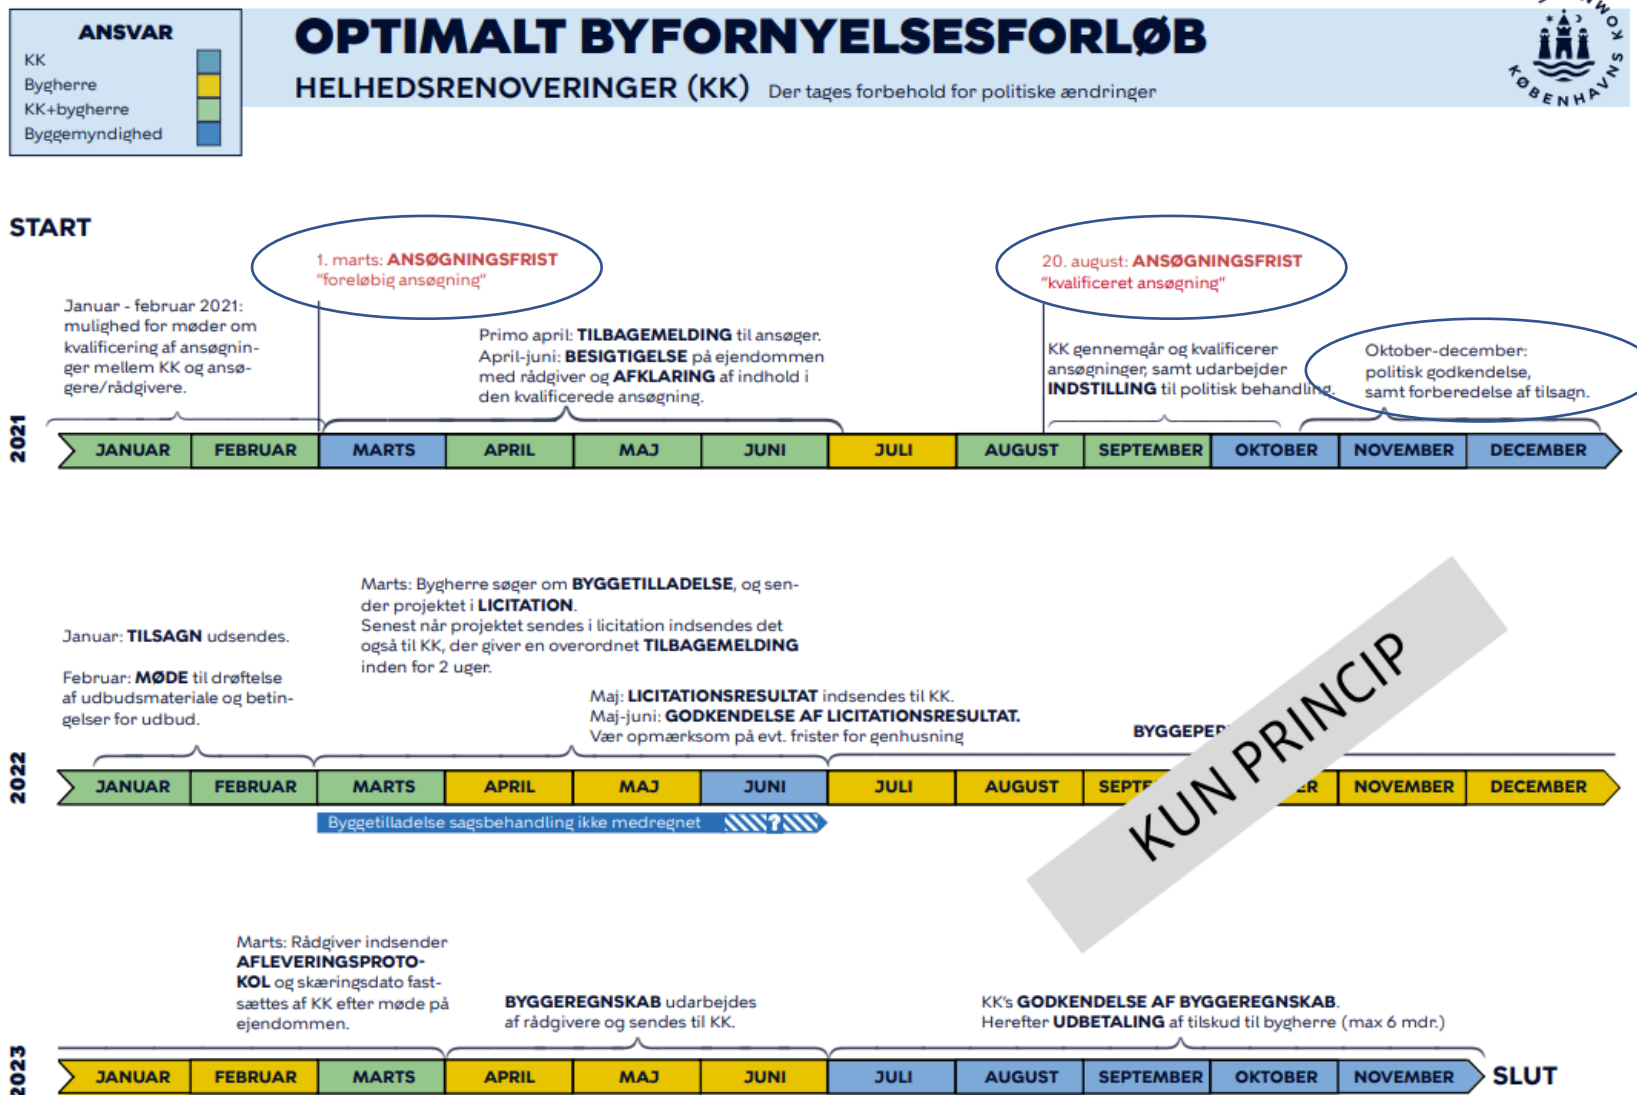 ANSVAR
KK
Bygherre
KK+bygherre
Byggemyndighed
OPTIMALT BYFORNYELSESFORLØB
HELHEDSRENOVERINGER (KK) Der tages forbehold for politiske ændringer
KØBENHAVNS
START
1. marts: ANSØGNINGSFRIST
"foreløbig ansøgning"
20. august: ANSØGNINGSFRIST
"kvalificeret ansøgning"
Januar - februar 2021:
mulighed for møder om
kvalificering af ansøgnin-
ger mellem KK og ansø-
gere/rådgivere.
Primo april: TILBAGEMELDING til ansøger.
April-juni: BESIGTIGELSE på ejendommen
med rådgiver og AFKLARING af indhold i
den kvalificerede ansøgning.
KK gennemgår og kvalificerer
ansøgninger, samt udarbejder
INDSTILLING til politisk behandling.
Oktober-december:
politisk godkendelse,
samt forberedelse af tilsagn.
2021
JANUAR FEBRUAR MARTS APRIL MAJ JUNI JULI AUGUST SEPTEMBER OKTOBER NOVEMBER DECEMBER
Januar: TILSAGN udsendes.
Februar: MØDE til drøftelse
af udbudsmateriale og betin-
gelser for udbud.
Marts: Bygherre søger om BYGGETILLADELSE, og sen-
der projektet i LICITATION.
Senest når projektet sendes i licitation indsendes det
også til KK, der giver en overordnet TILBAGEMELDING
inden for 2 uger.
Maj: LICITATIONSRESULTAT indsendes til KK.
Maj-juni: GODKENDELSE AF LICITATIONSRESULTAT.
Vær opmærksom på evt. frister for genhusning
KUN PRINCIP
2022
JANUAR FEBRUAR MARTS APRIL MAJ JUNI JULI AUGUST NOVEMBER DECEMBER
Byggetilladelse sagsbehandling ikke medregnet ?
Marts: Rådgiver indsender
AFLEVERINGSPROTO-
KOL og skæringsdato fast-
sættes af KK efter møde på
ejendommen.
BYGGEREGNSKAB udarbejdes
af rådgivere og sendes til KK.
KK's GODKENDELSE AF BYGGEREGNSKAB.
Herefter UDBETALING af tilskud til bygherre (max 6 mdr.)
2023
JANUAR FEBRUAR MARTS APRIL MAJ JUNI JULI AUGUST SEPTEMBER OKTOBER NOVEMBER SLUT